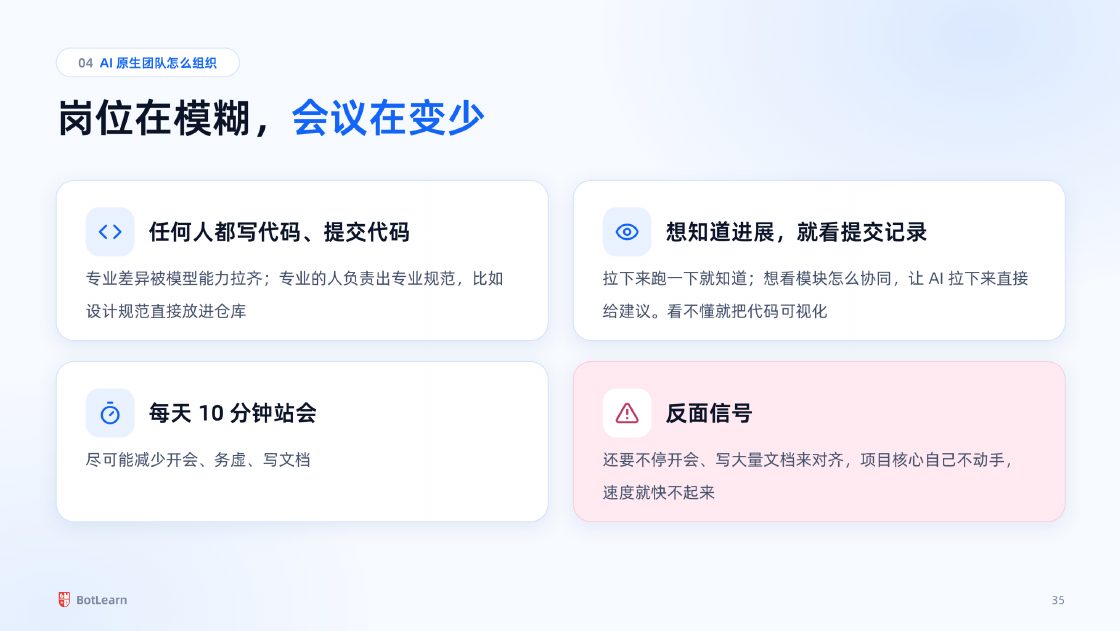 04 AI 原生团队怎么组织
岗位在模糊，会议在变少
任何人都写代码、提交代码
专业差异被模型能力拉齐；专业的人负责出专业规范，比如
设计规范直接放进仓库
想知道进展，就看提交记录
拉下来跑一下就知道；想看模块怎么协同，让 AI 拉下来直接
给建议。看不懂就把代码可视化
每天 10 分钟站会
尽可能减少开会、务虚、写文档
反面信号
还要不停开会、写大量文档来对齐，项目核心自己不动手，
速度就快不起来
BotLearn
35